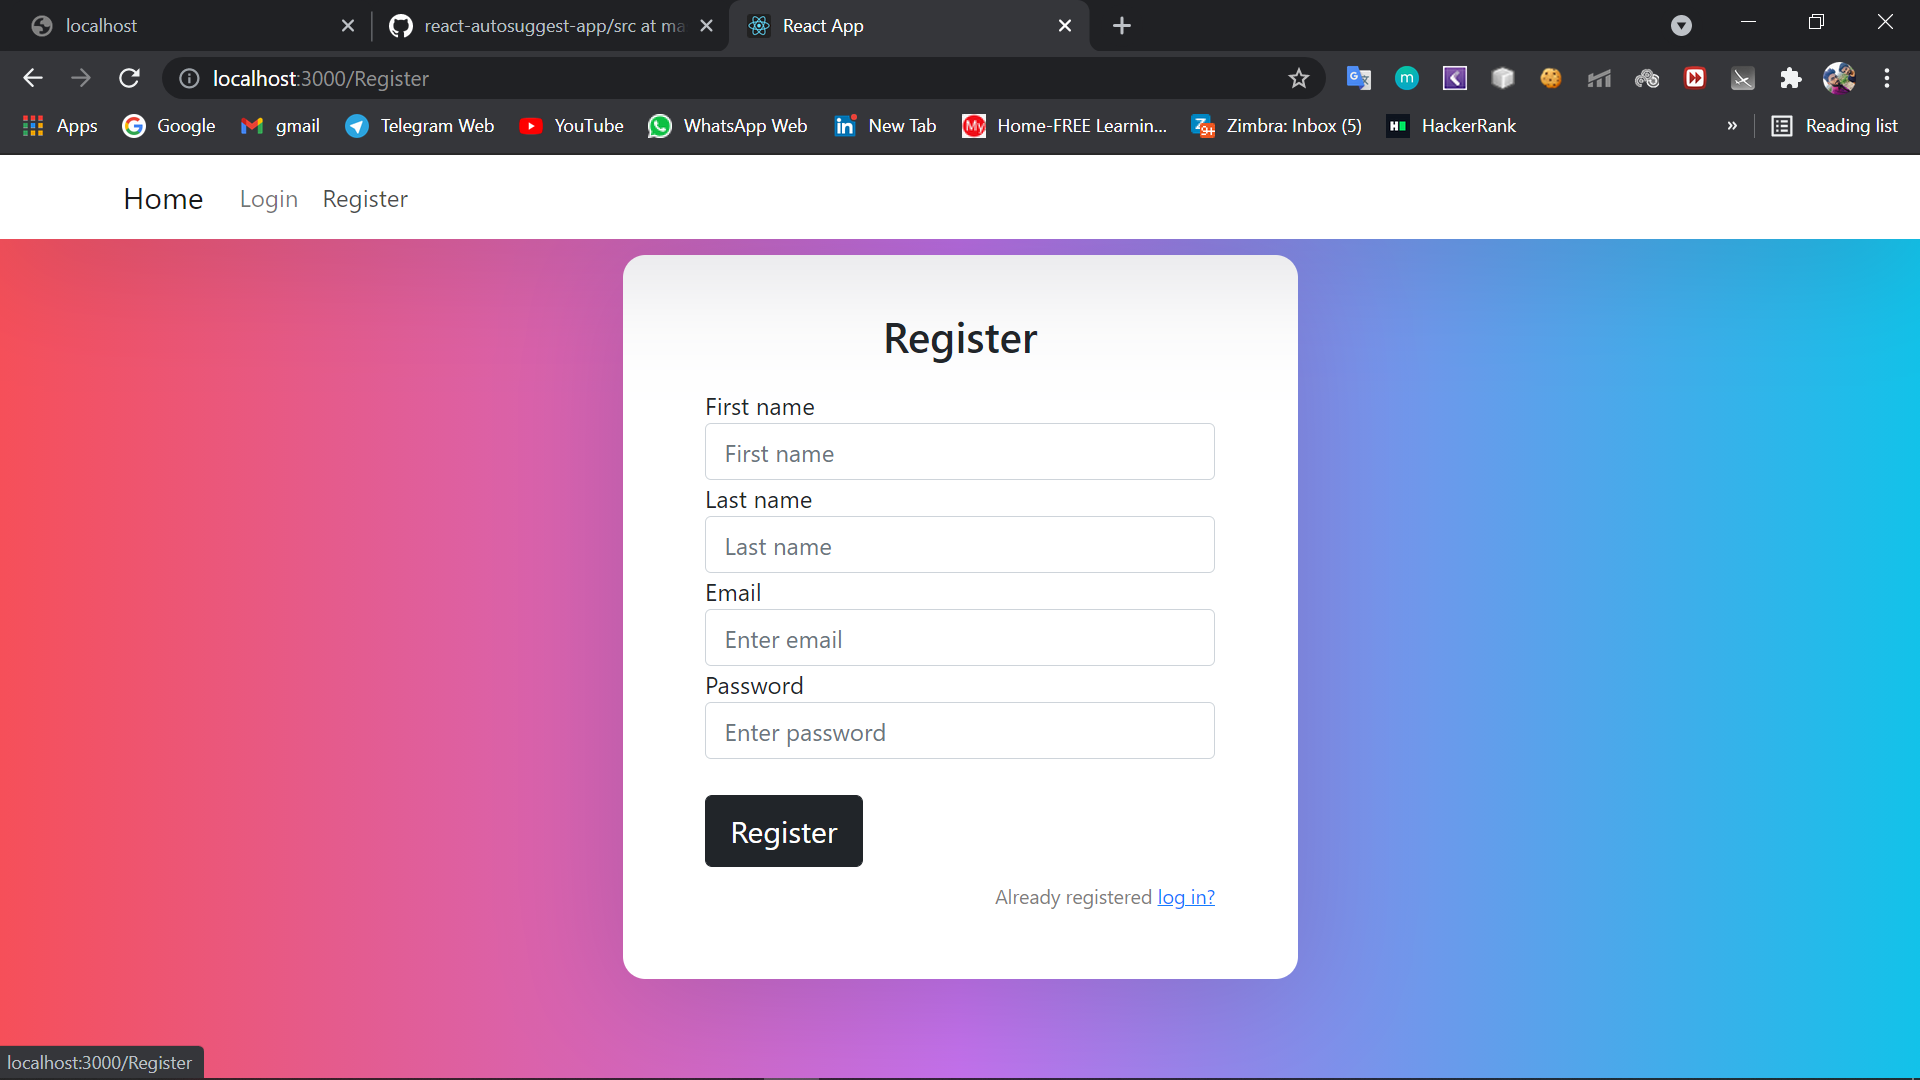 localhost
react-autosuggest-app/src at ma
React App
localhost:3000/Register
Apps
Google
gmail
Telegram Web
YouTube
WhatsApp Web
New Tab
Home-FREE Learnin...
Zimbra: Inbox (5)
HackerRank
»
Reading list
Home
Login
Register
Register
First name
First name
Last name
Last name
Email
Enter email
Password
Enter password
Register
Already registered log in?
localhost:3000/Register